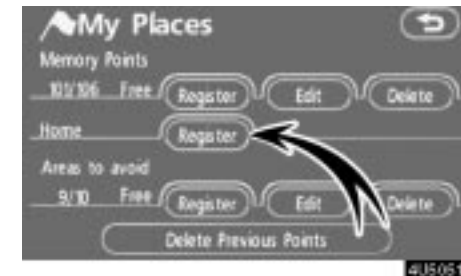 My Places
Memory Points
101/106 Free Register Edit Delete
Home Register
Areas to avoid
9/10 Free Register Edit Delete
Delete Previous Points
4U5051